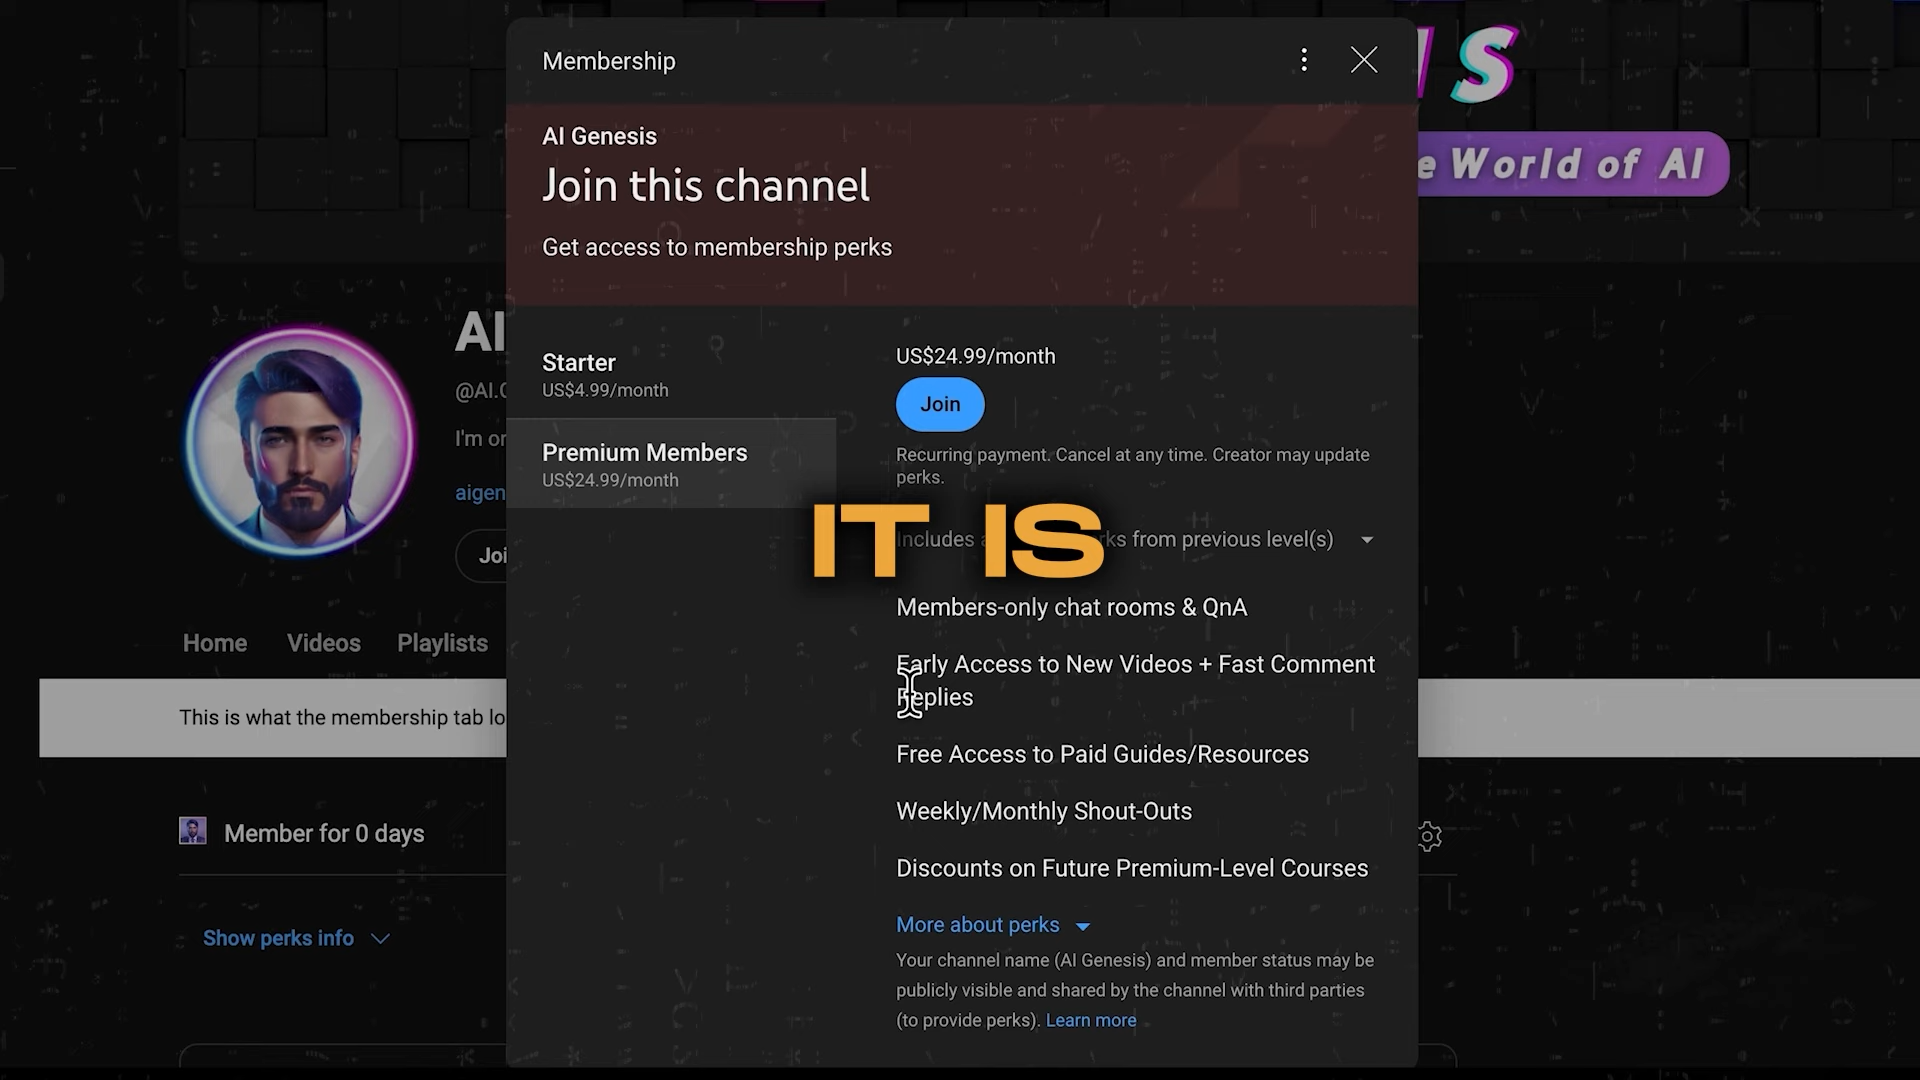 Membership
AI Genesis
Join this channel
Get access to membership perks
Starter
US$4.99/month
Premium Members
US$24.99/month
US$24.99/month
Join
Recurring payment. Cancel at any time. Creator may update
perks.
IT IS
Includes from previous level(s)
Members-only chat rooms & QnA
Early Access to New Videos + Fast Comment
Replies
Free Access to Paid Guides/Resources
Weekly/Monthly Shout-Outs
Discounts on Future Premium-Level Courses
More about perks
Your channel name (AI Genesis) and member status may be
publicly visible and shared by the channel with third parties
(to provide perks). Learn more
IS
e World of AI
AI
@AI.
I'm
aigen
Joi
Home Videos Playlists
This is what the membership tab lo
Member for 0 days
Show perks info